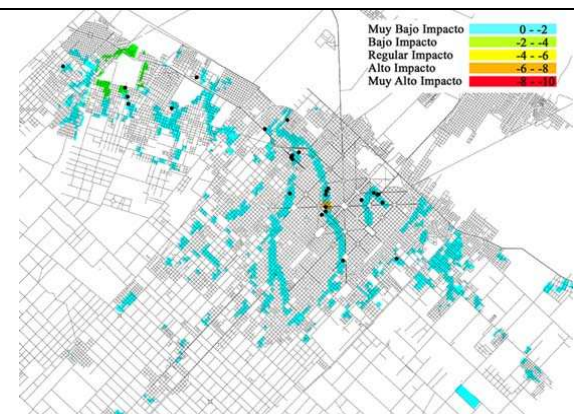 Muy Bajo Impacto 0 - -2
Bajo Impacto -2 - -4
Regular Impacto -4 - -6
Alto Impacto -6 - -8
Muy Alto Impacto -8 - -10